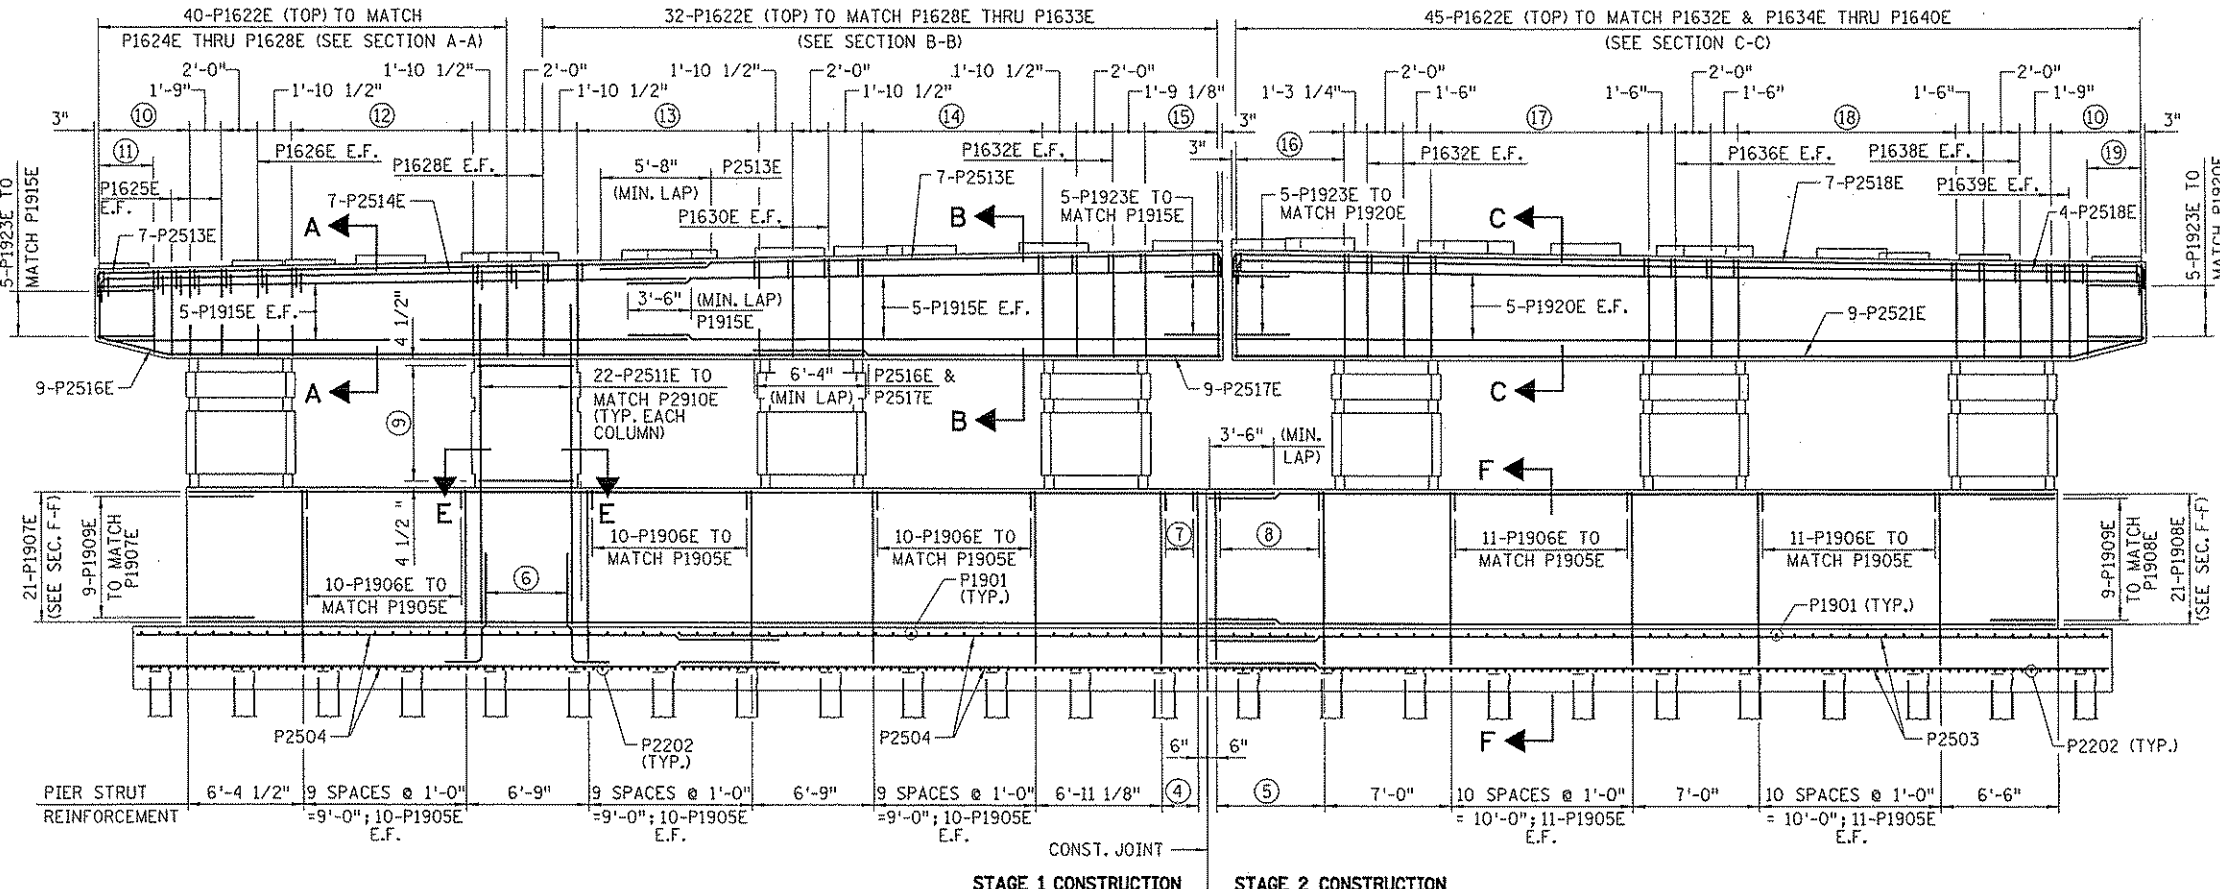 40-P1622E (TOP) TO MATCH
P1624E THRU P1628E (SEE SECTION A-A)
32-P1622E (TOP) TO MATCH P1628E THRU P1633E
(SEE SECTION B-B)
45-P1622E (TOP) TO MATCH P1632E & P1634E THRU P1640E
(SEE SECTION C-C)
2'-0" 1'-10 1/2" 2'-0" 1'-10 1/2" 2'-0" 1'-10 1/2" 2'-0" 2'-0" 2'-0" 2'-0"
1'-9" 1'-10 1/2" 1'-10 1/2" 1'-10 1/2" 1'-9 1/8" 1'-3 1/4" 1'-6" 1'-6" 1'-6" 1'-6" 1'-9"
3" 10 12 13 14 15 3" 17 18 10 3"
11 P1626E E.F. P1632E E.F. 3" 16 P1632E E.F. P1636E E.F. P1638E E.F. 19
P1628E E.F. 5'-8" P2513E
(MIN. LAP)
P1625E
E.F.
7-P2514E
7-P2513E
P1630E E.F.
7-P2513E
5-P1923E TO
MATCH P1915E
5-P1923E TO
MATCH P1920E
7-P2518E
P1639E E.F.
4-P2518E
5-P1923E TO
MATCH P1915E
5-P1923E TO
MATCH P1920E
A B C
5-P1915E E.F.
4 1/2"
3'-6" (MIN. LAP)
P1915E
5-P1915E E.F.
5-P1920E E.F.
9-P2521E
9-P2516E
A
22-P2511E TO
MATCH P2910E
(TYP. EACH
COLUMN)
6'-4" P2516E &
(MIN LAP) P2517E
B
9-P2517E
C
9
3'-6" (MIN.
LAP)
F
E E
4 1/2 "
21-P1907E
(SEE SEC. F-F)
9-P1909E
TO MATCH
P1907E
10-P1906E TO
MATCH P1905E
6
10-P1906E TO
MATCH P1905E
10-P1906E TO
MATCH P1905E
P1901
(TYP.)
7
8
11-P1906E TO
MATCH P1905E
11-P1906E TO
MATCH P1905E
P1901 (TYP.)
9-P1909E
TO MATCH
P1908E
21-P1908E
(SEE SEC. F-F)
P2504
P2202
(TYP.)
P2504
6" 6"
F
P2503
P2202 (TYP.)
PIER STRUT
REINFORCEMENT
6'-4 1/2"
9 SPACES @ 1'-0"
=9'-0"; 10-P1905E
E.F.
6'-9"
9 SPACES @ 1'-0"
=9'-0"; 10-P1905E
E.F.
6'-9"
9 SPACES @ 1'-0"
=9'-0"; 10-P1905E
E.F.
6'-11 1/8"
4
5
7'-0"
10 SPACES @ 1'-0"
= 10'-0"; 11-P1905E
E.F.
7'-0"
10 SPACES @ 1'-0"
= 10'-0"; 11-P1905E
E.F.
6'-6"
CONST. JOINT
STAGE 1 CONSTRUCTION
STAGE 2 CONSTRUCTION